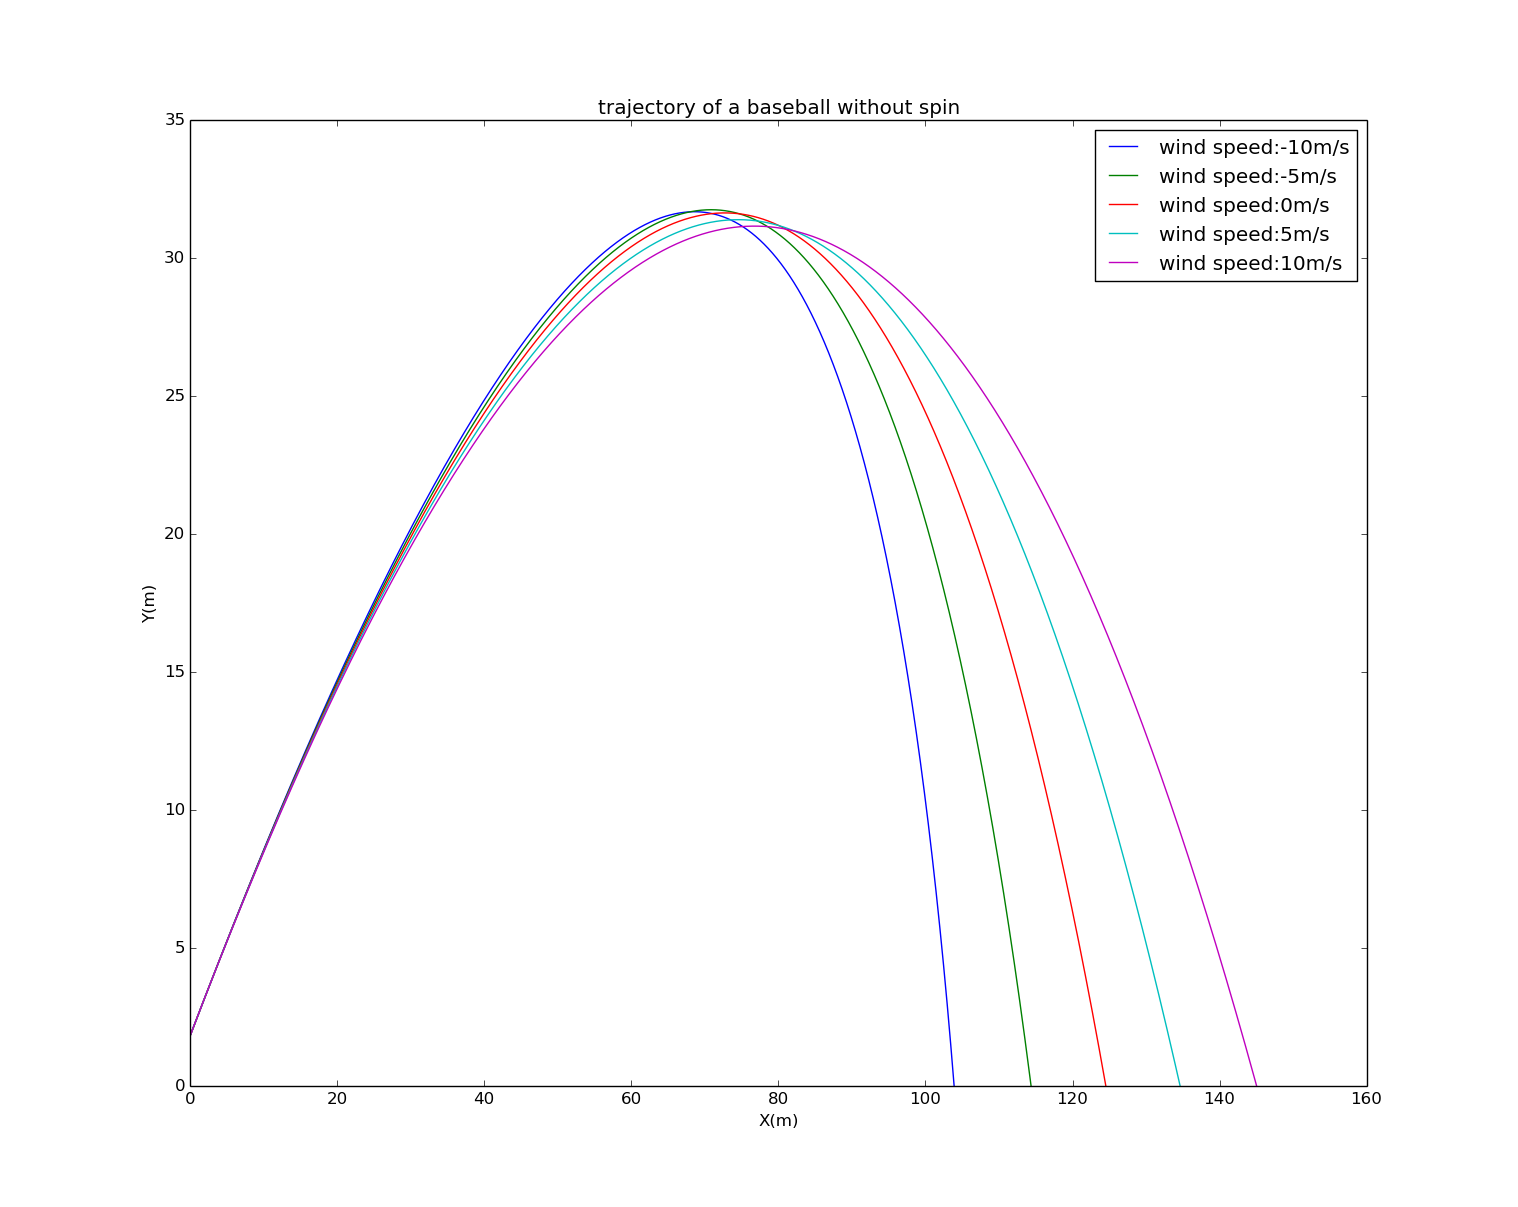 trajectory of a baseball without spin
35
30
25
20
15
10
5
0
Y(m)
wind speed:-10m/s
wind speed:-5m/s
wind speed:0m/s
wind speed:5m/s
wind speed:10m/s
0 20 40 60 80 100 120 140 160
X(m)